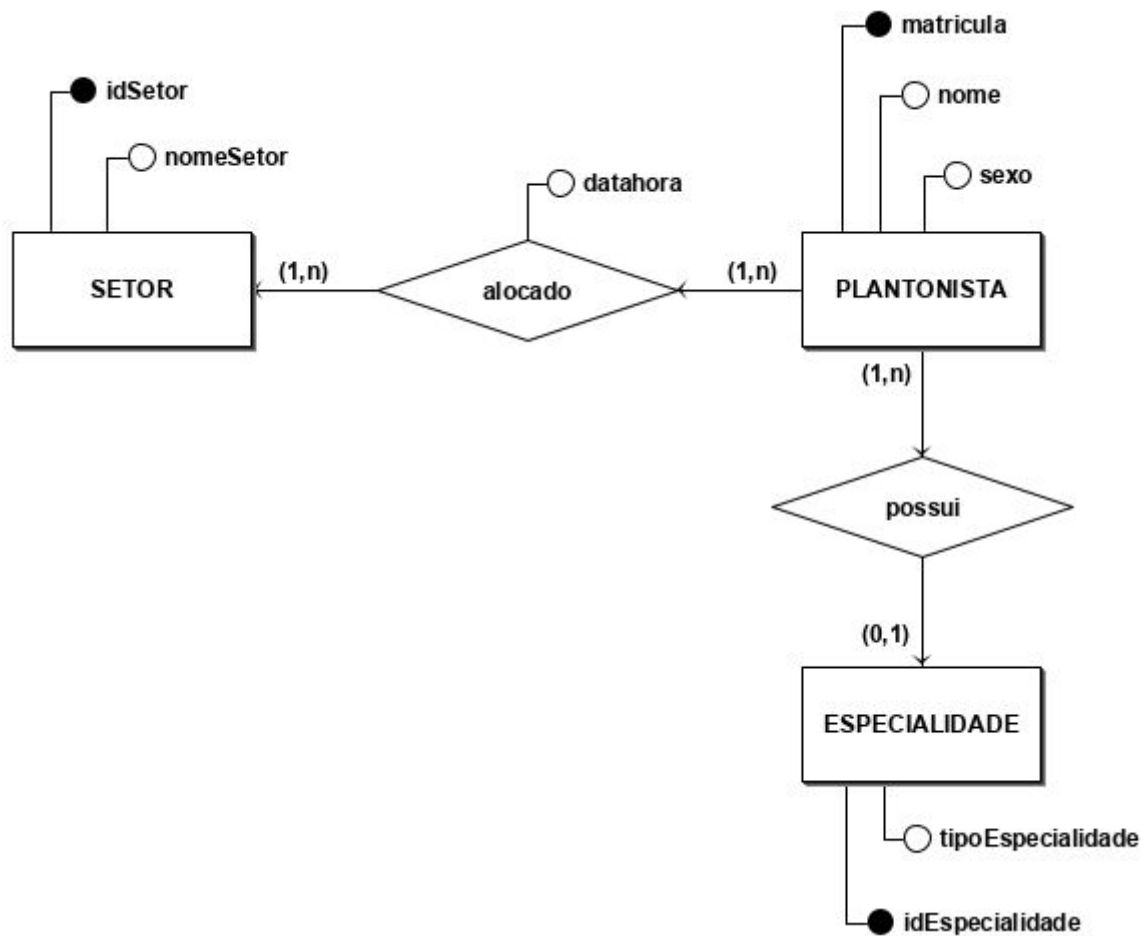 matricula
idSetor
nome
nomeSetor
sexo
datahora
SETOR
(1,n)
alocado
(1,n)
PLANTONISTA
(1,n)
possui
(0,1)
ESPECIALIDADE
tipoEspecialidade
idEspecialidade